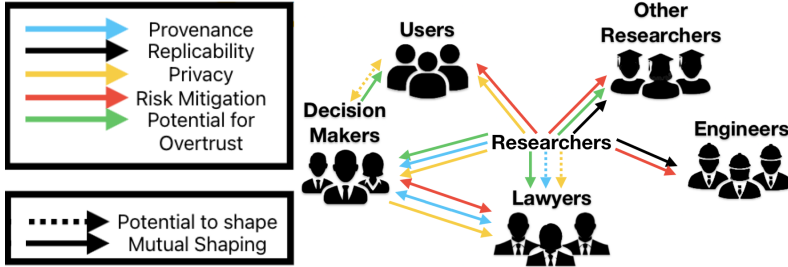 Provenance
Replicability
Privacy
Risk Mitigation
Potential for
Overtrust
Potential to shape
Mutual Shaping
Users
Other
Researchers
Decision
Makers
Researchers
Engineers
Lawyers